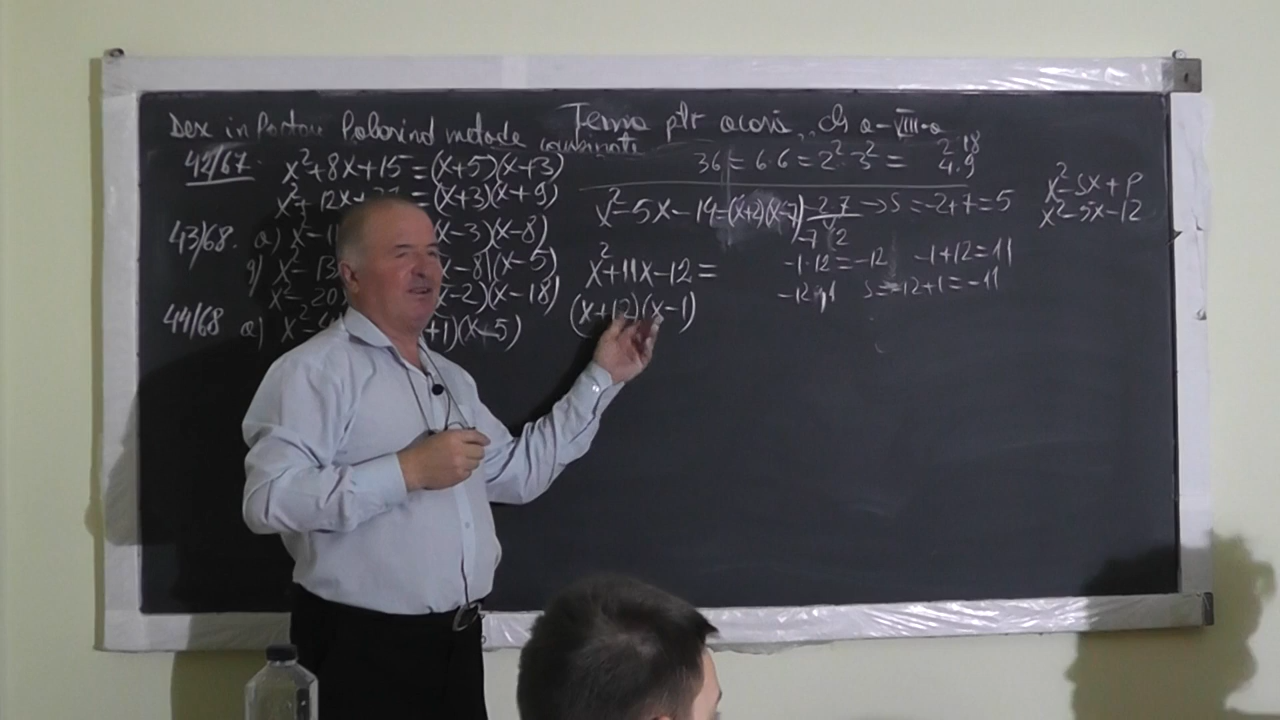 Desc in factori folosind metode combinate
42/67. x²+8x+15=(x+5)(x+3)
x²+12x+27=(x+3)(x+9)
43/68. a) x²-11 x-3)(x-8)
g) x²-13 x-8)(x-5)
x²-20 x-2)(x-18)
44/68 a) x² +1)(x-5)
Tema ptr acasă, cls a-VIII-a
36=6·6=2²·3²= 2·18
4·9
x²-5x-14=(x+2)(x-7) -2·7→S=-2+7=5
-7·2
x²+11x-12= -1·12=-12 -1+12=11
(x+12)(x-1) -12·1 S=-12+1=-11
x²-Sx+P
x²-5x-12